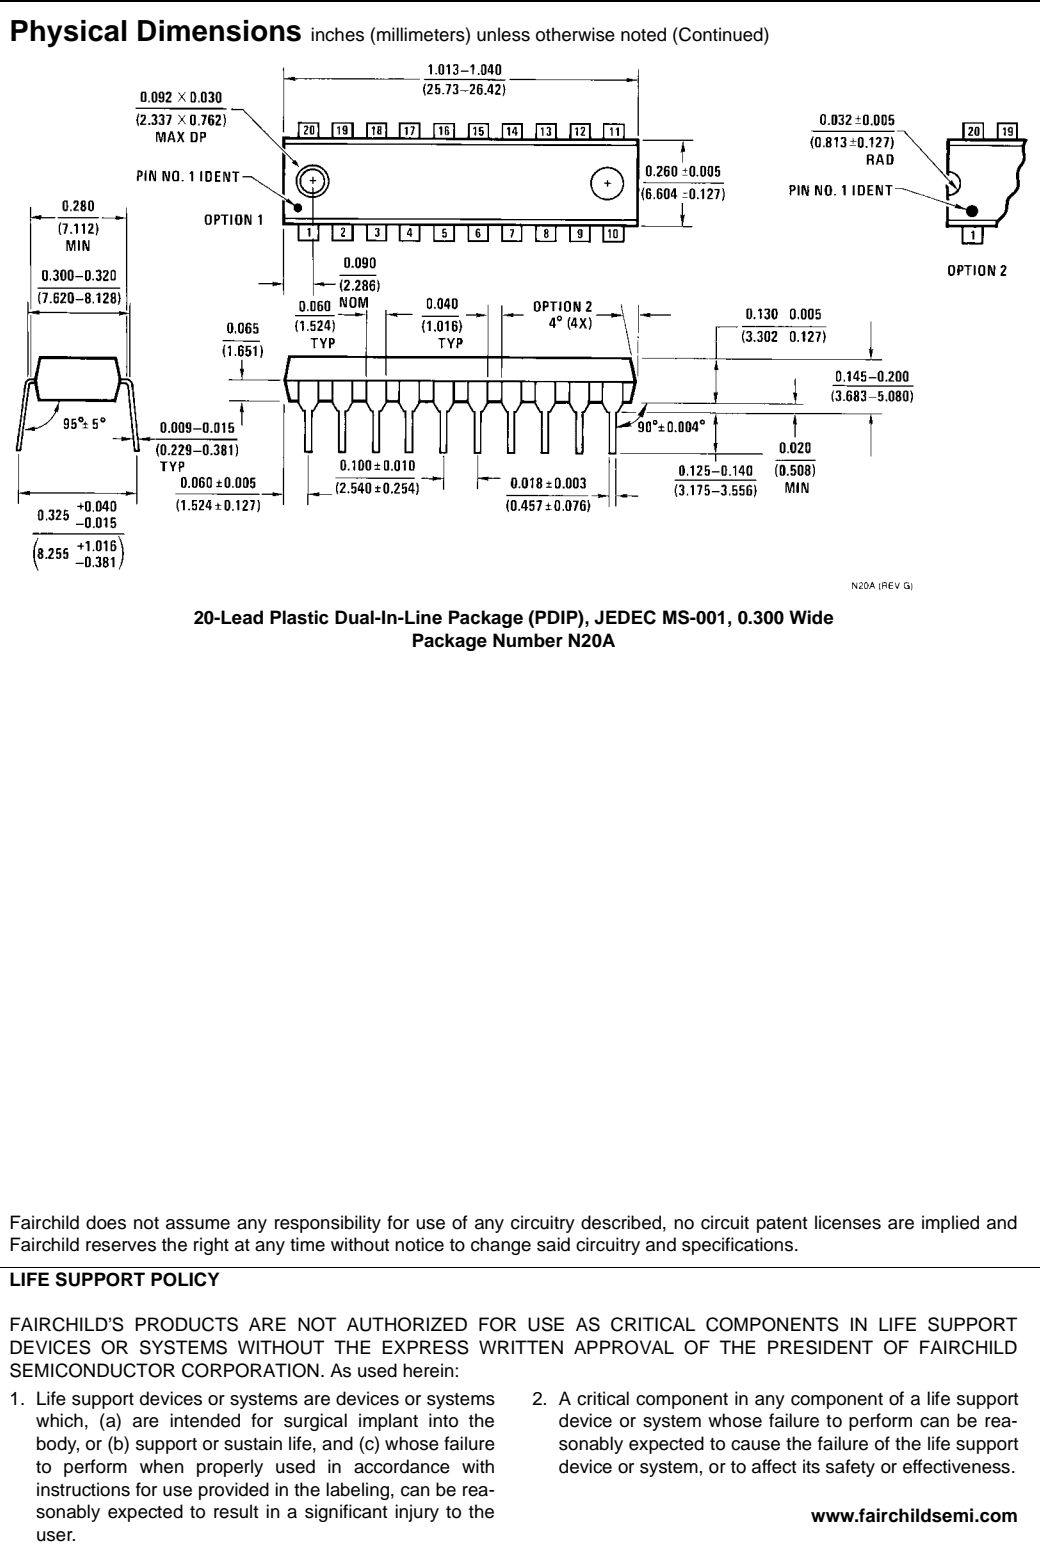 Physical Dimensions inches (millimeters) unless otherwise noted (Continued)
1.013–1.040
(25.73–26.42)
0.092 × 0.030
(2.337 × 0.762)
MAX DP
20 19 18 17 16 15 14 13 12 11
0.032 ±0.005
(0.813 ±0.127)
RAD
20 19
PIN NO. 1 IDENT
0.260 ±0.005
(6.604 ±0.127)
PIN NO. 1 IDENT
OPTION 1
1 2 3 4 5 6 7 8 9 10
1
OPTION 2
0.280
(7.112)
MIN
0.300–0.320
(7.620–8.128)
0.090
(2.286)
NOM
0.060
(1.524)
TYP
0.040
(1.016)
TYP
OPTION 2
4° (4X)
0.130 0.005
(3.302 0.127)
0.065
(1.651)
0.145–0.200
(3.683–5.080)
95°± 5°
0.009–0.015
(0.229–0.381)
TYP
90°±0.004°
0.020
(0.508)
MIN
0.100 ± 0.010
(2.540 ± 0.254)
0.125–0.140
(3.175–3.556)
0.060 ±0.005
(1.524 ±0.127)
0.018 ±0.003
(0.457 ±0.076)
0.325 +0.040
−0.015
(8.255 +1.016
−0.381)
N20A (REV G)
20-Lead Plastic Dual-In-Line Package (PDIP), JEDEC MS-001, 0.300 Wide
Package Number N20A
Fairchild does not assume any responsibility for use of any circuitry described, no circuit patent licenses are implied and
Fairchild reserves the right at any time without notice to change said circuitry and specifications.
LIFE SUPPORT POLICY
FAIRCHILD'S PRODUCTS ARE NOT AUTHORIZED FOR USE AS CRITICAL COMPONENTS IN LIFE SUPPORT
DEVICES OR SYSTEMS WITHOUT THE EXPRESS WRITTEN APPROVAL OF THE PRESIDENT OF FAIRCHILD
SEMICONDUCTOR CORPORATION. As used herein:
1. Life support devices or systems are devices or systems
which, (a) are intended for surgical implant into the
body, or (b) support or sustain life, and (c) whose failure
to perform when properly used in accordance with
instructions for use provided in the labeling, can be rea-
sonably expected to result in a significant injury to the
user.
2. A critical component in any component of a life support
device or system whose failure to perform can be rea-
sonably expected to cause the failure of the life support
device or system, or to affect its safety or effectiveness.
www.fairchildsemi.com